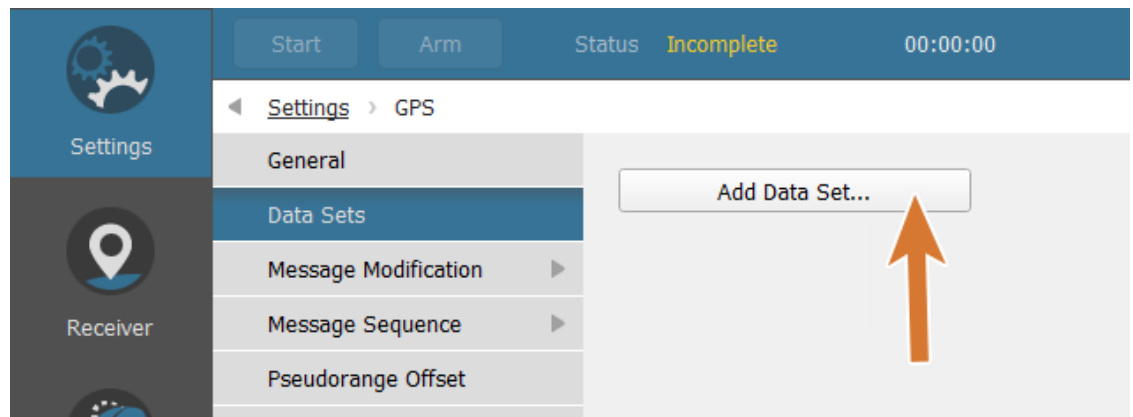 Start Arm Status Incomplete 00:00:00
Settings
Settings › GPS
General
Data Sets
Message Modification
Message Sequence
Pseudorange Offset
Receiver
Add Data Set...